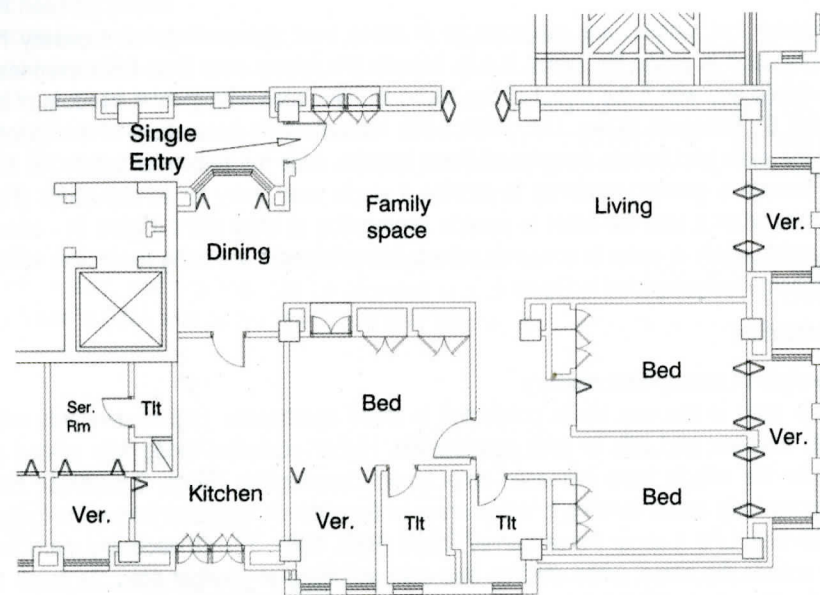 Single
Entry
Family
space
Living
Ver.
Dining
Bed
Ser.
Rm
Tlt
Bed
Ver.
Kitchen
Ver.
Ver.
Tlt
Tlt
Bed